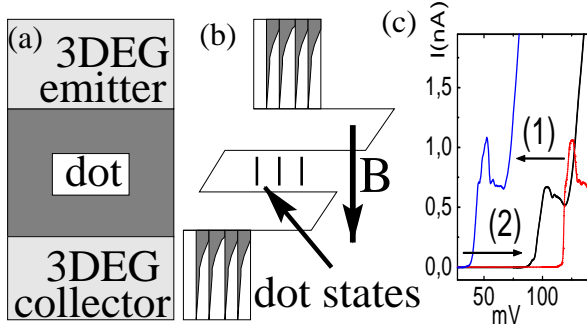 (a)
3DEG
emitter
dot
3DEG
collector
(b)
B
dot states
(c)
I(nA)
1,5
1,0
0,5
0,0
(1)
(2)
50
100
mV